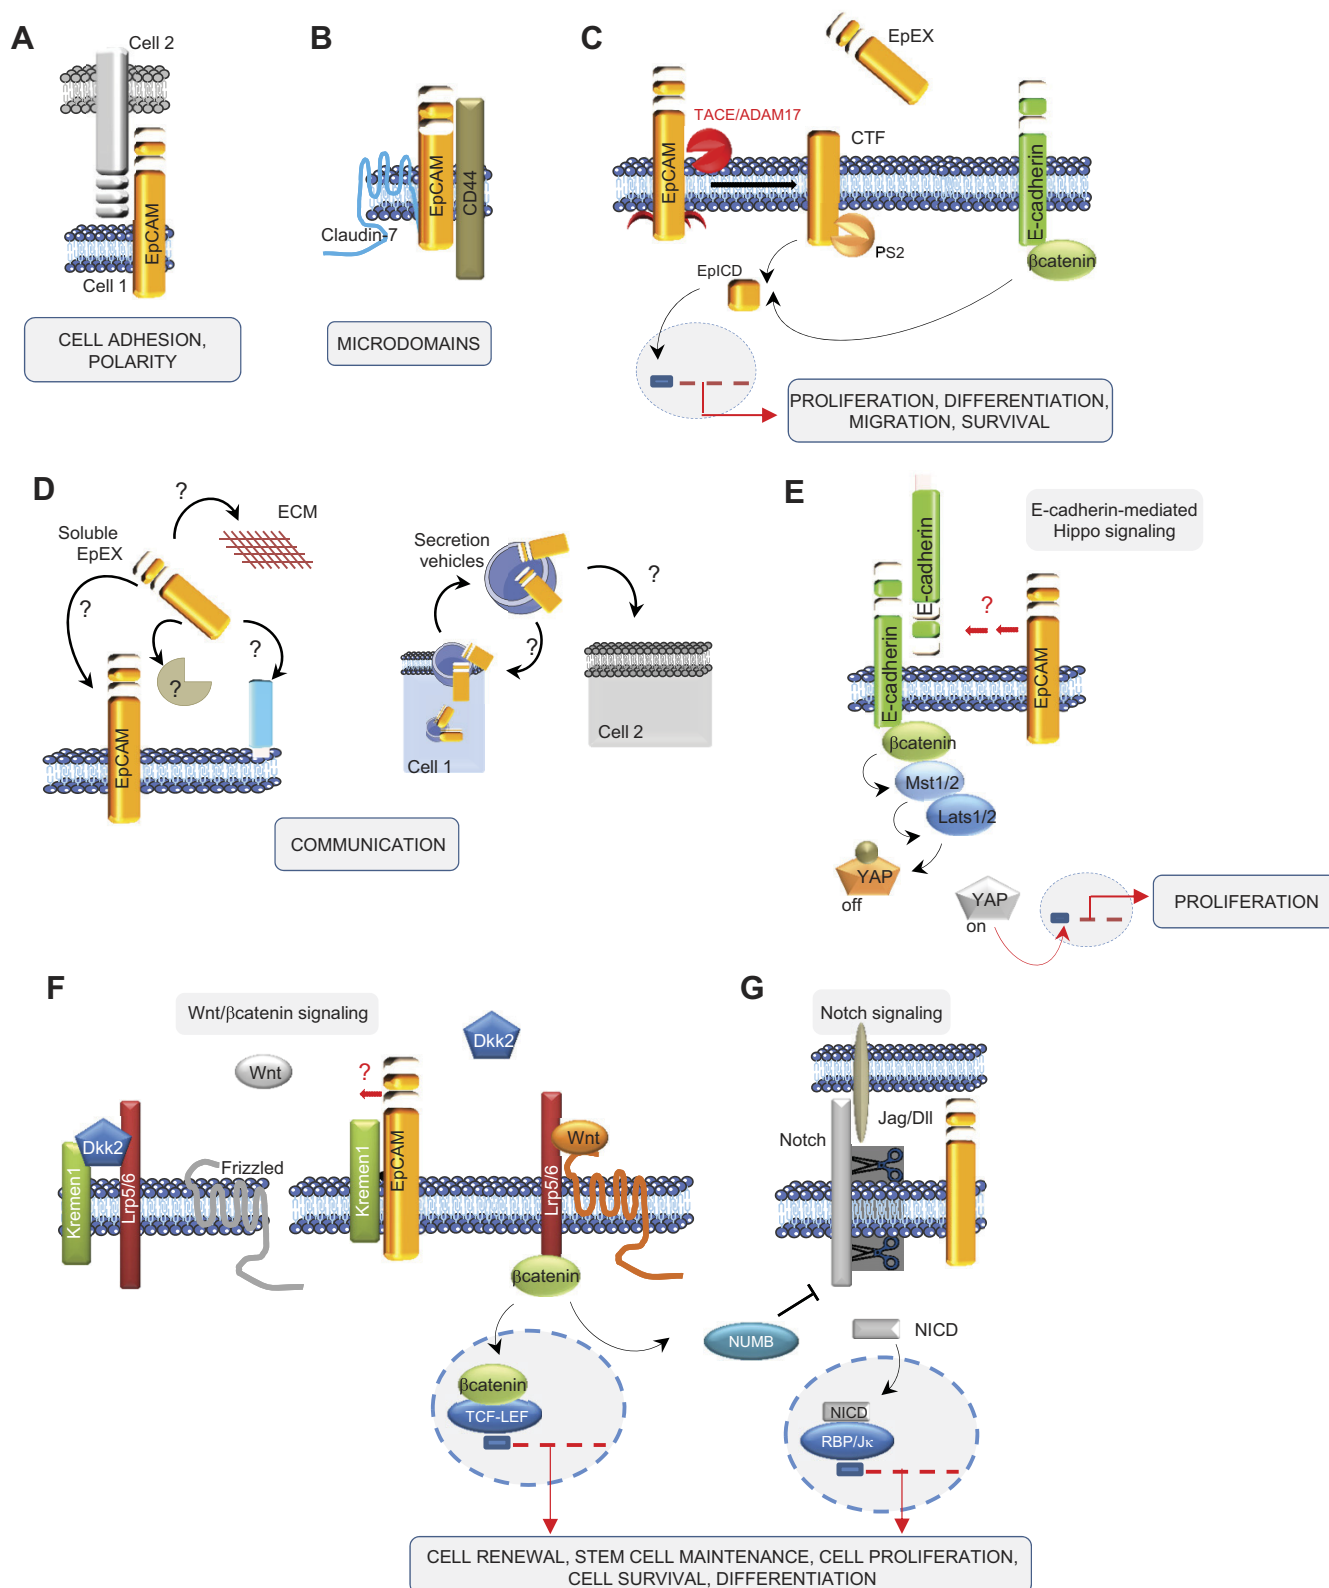 A
Cell 2
EpCAM
Cell 1
CELL ADHESION,
POLARITY
B
EpCAM
CD44
Claudin-7
MICRODOMAINS
C
EpEX
TACE/ADAM17
CTF
EpCAM
E-cadherin
PS2
βcatenin
EpICD
PROLIFERATION, DIFFERENTIATION,
MIGRATION, SURVIVAL
D
?
ECM
Soluble
EpEX
?
?
?
EpCAM
Secretion
vehicles
?
?
Cell 1
Cell 2
COMMUNICATION
E
E-cadherin-mediated
Hippo signaling
E-cadherin
E-cadherin
?
EpCAM
βcatenin
Mst1/2
Lats1/2
YAP
off
YAP
on
PROLIFERATION
F
Wnt/βcatenin signaling
Dkk2
Wnt
?
Dkk2
Kremen1
Lrp5/6
Frizzled
Kremen1
EpCAM
Lrp5/6
Wnt
βcatenin
βcatenin
TCF-LEF
G
Notch signaling
Jag/Dll
Notch
NUMB
NICD
NICD
RBP/Jκ
CELL RENEWAL, STEM CELL MAINTENANCE, CELL PROLIFERATION,
CELL SURVIVAL, DIFFERENTIATION